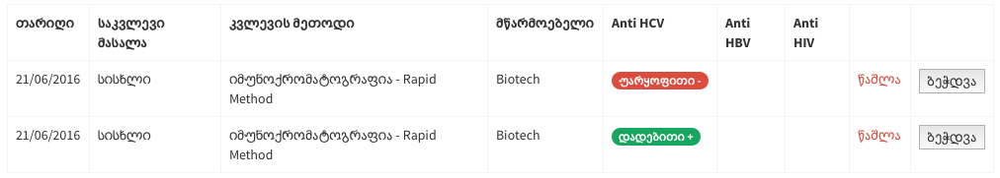 თარიღი საკვლევი მასალა კვლევის მეთოდი მწარმოებელი Anti HCV Anti HBV Anti HIV
21/06/2016 სისხლი იმუნოქრომატოგრაფია - Rapid Method Biotech უარყოფითი - წაშლა ბეჭდვა
21/06/2016 სისხლი იმუნოქრომატოგრაფია - Rapid Method Biotech დადებითი + წაშლა ბეჭდვა